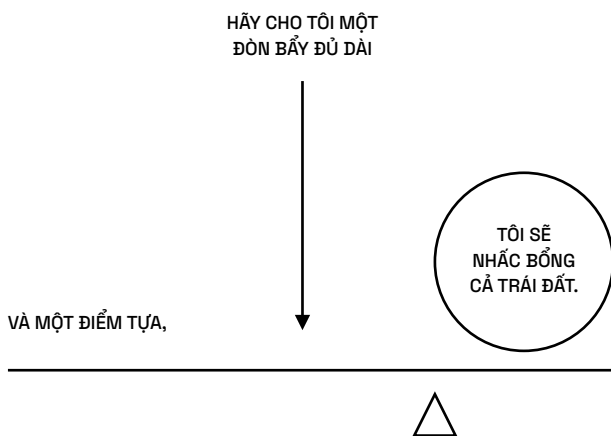 HÃY CHO TÔI MỘT
ĐÒN BẨY ĐỦ DÀI
VÀ MỘT ĐIỂM TỰA,
TÔI SẼ
NHẤC BỔNG
CẢ TRÁI ĐẤT.